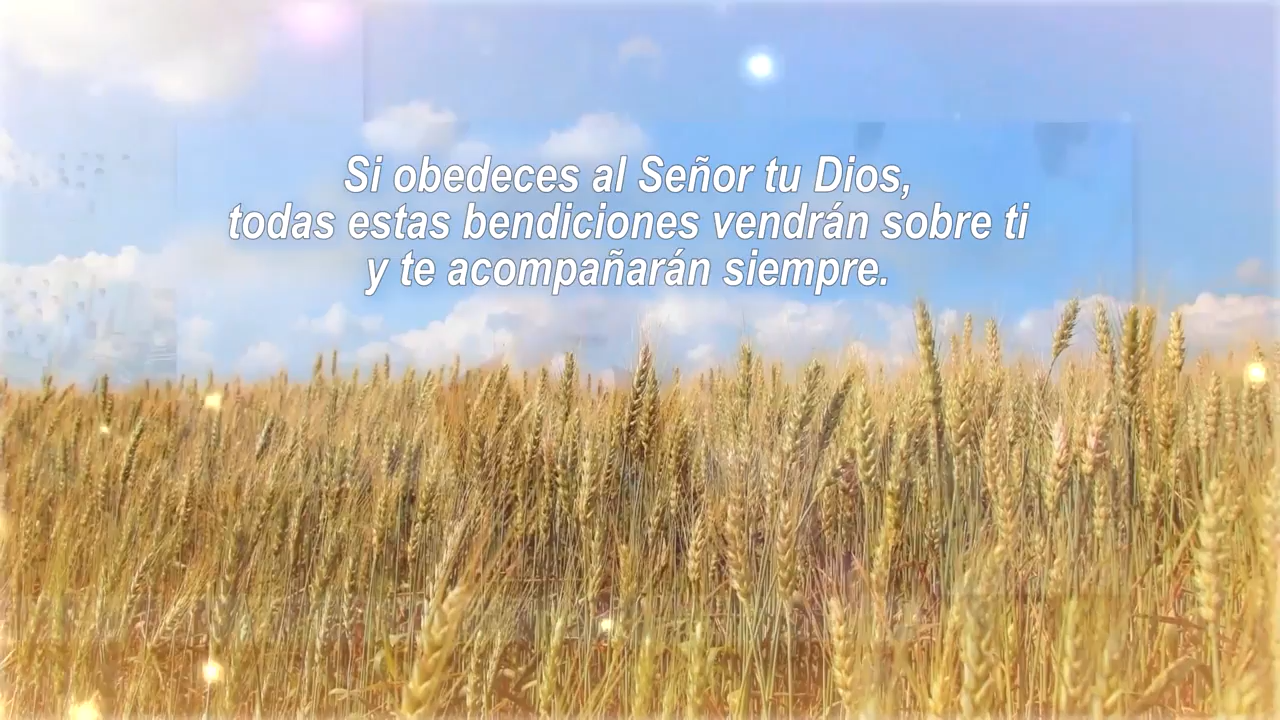 Si obedeces al Señor tu Dios,
todas estas bendiciones vendrán sobre ti
y te acompañarán siempre.